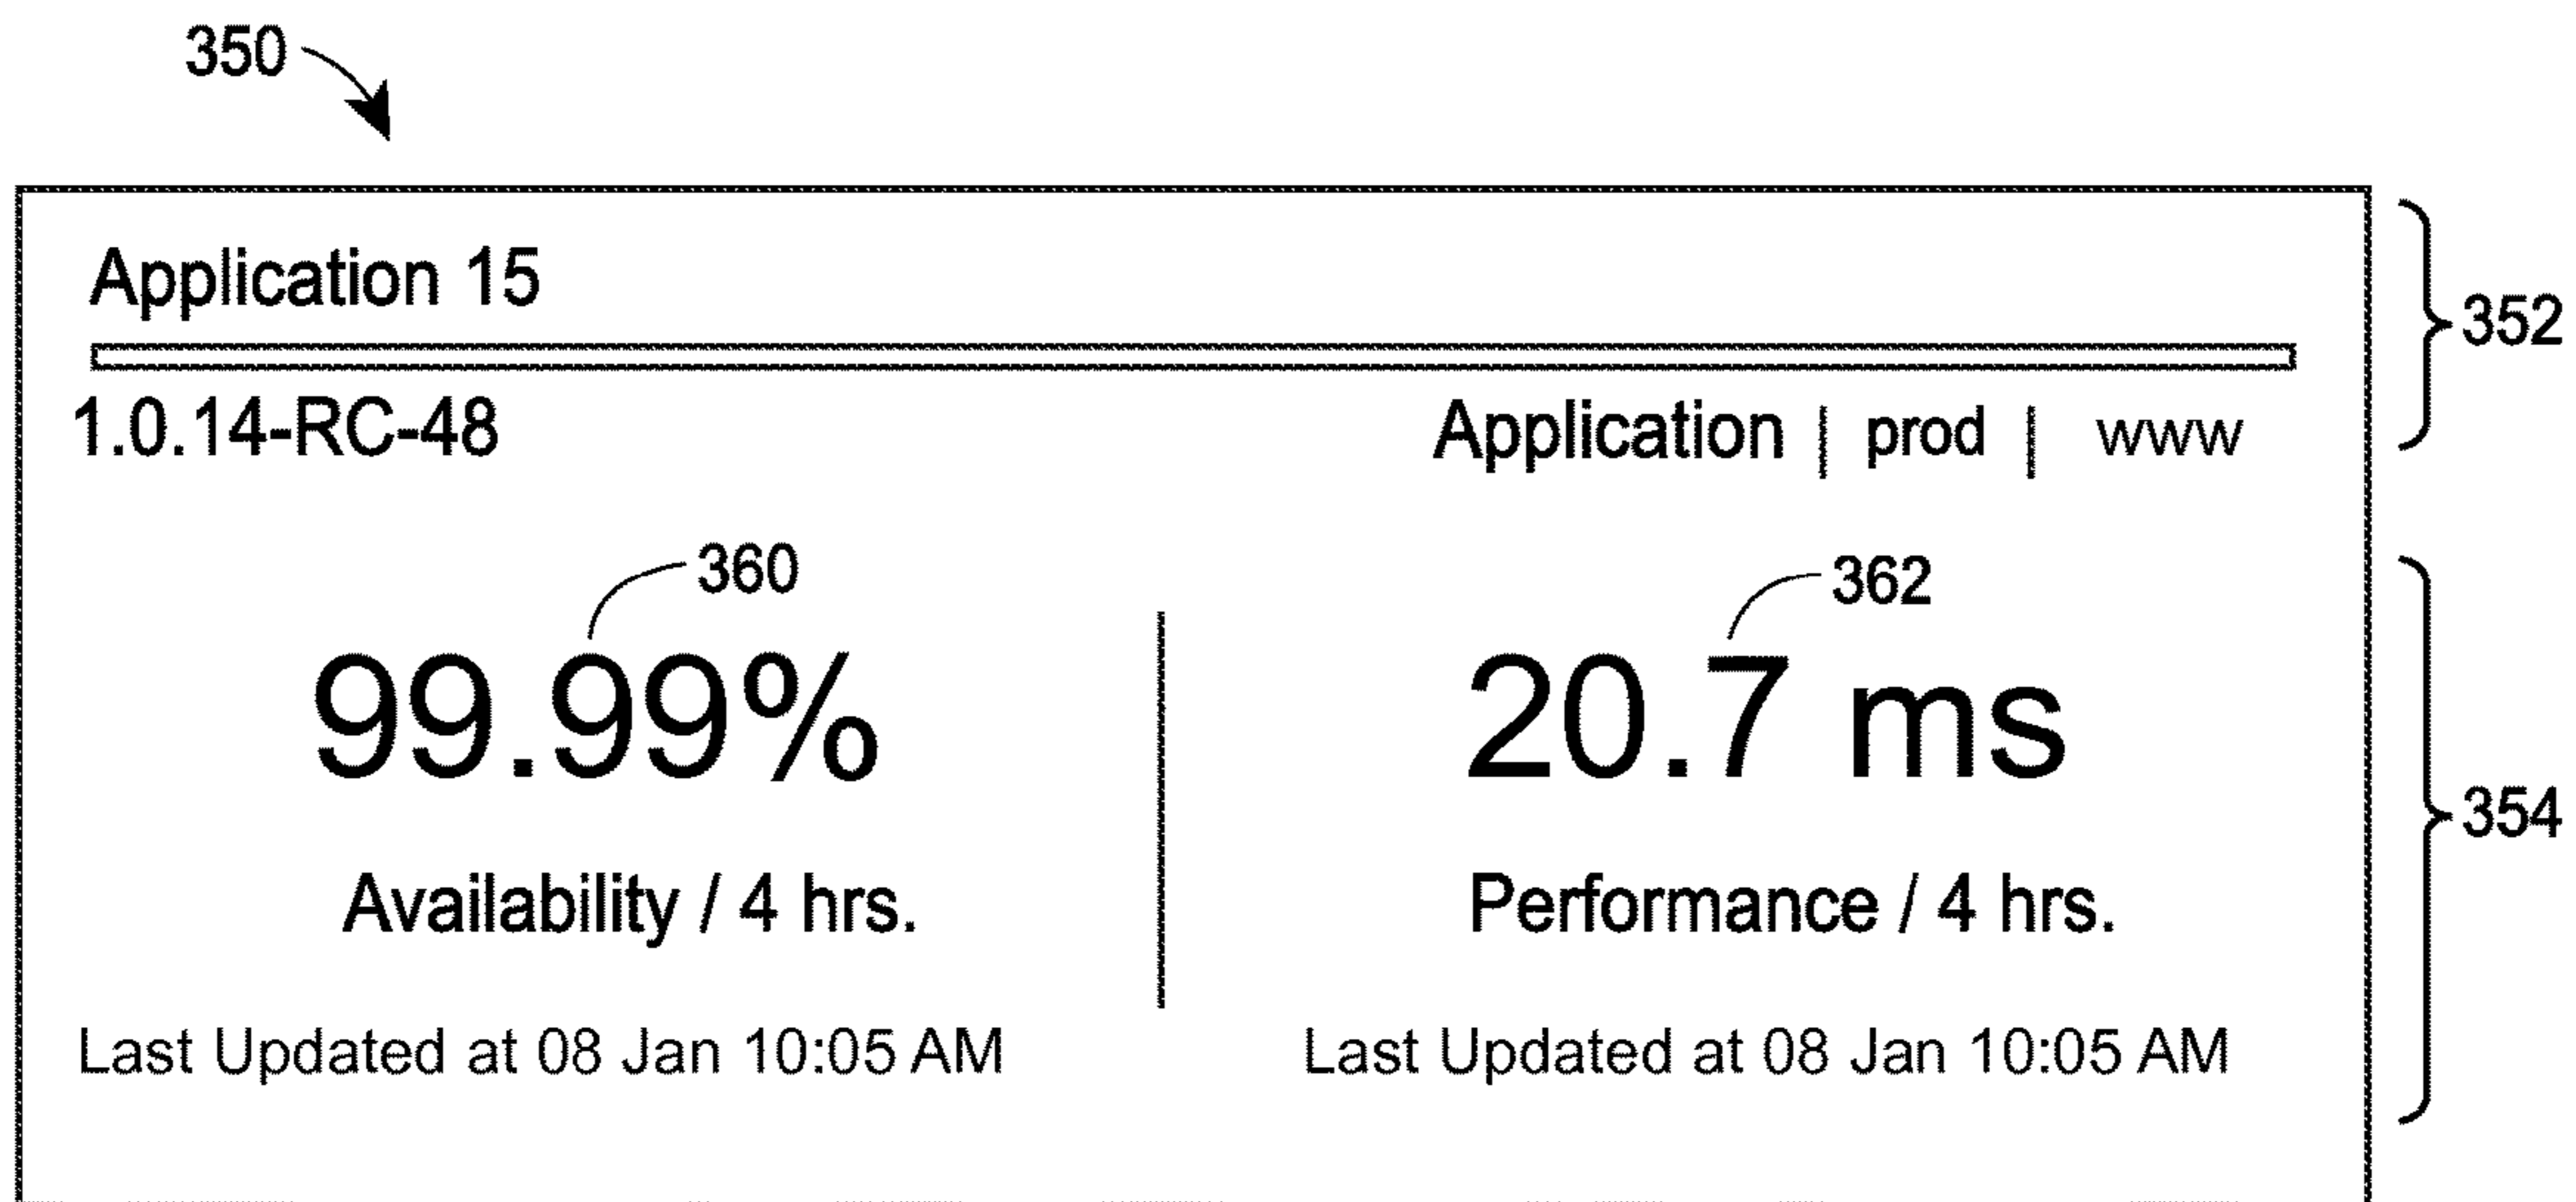 350
Application 15
352
1.0.14-RC-48 Application | prod | www
360 362
99.99% 20.7 ms
354
Availability / 4 hrs. Performance / 4 hrs.
Last Updated at 08 Jan 10:05 AM Last Updated at 08 Jan 10:05 AM